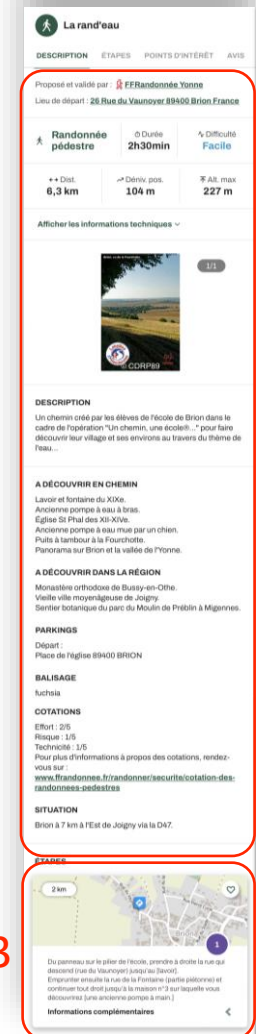 La rand'eau
DESCRIPTION ÉTAPES POINTS D'INTÉRÊT AVIS
Proposé et validé par : FFRandonnée Yonne
Lieu de départ : 26 Rue du Vaunoyer 89400 Brion France
Randonnée pédestre
Durée
2h30min
Difficulté
Facile
Dist.
6,3 km
Déniv. pos.
104 m
Alt. max
227 m
Afficher les informations techniques
1/1
© CDRP89
DESCRIPTION
Un chemin créé par les élèves de l'école de Brion dans le
cadre de l'opération "Un chemin, une école®..." pour faire
découvrir leur village et ses environs au travers du thème de
l'eau...
A DÉCOUVRIR EN CHEMIN
Lavoir et fontaine du XIXe.
Ancienne pompe à eau à bras.
Église St Phal des XII-XIVe.
Ancienne pompe à eau mue par un chien.
Puits à tambour à la Fourchotte.
Panorama sur Brion et la vallée de l'Yonne.
A DÉCOUVRIR DANS LA RÉGION
Monastère orthodoxe de Bussy-en-Othe.
Vieille ville moyenâgeuse de Joigny.
Sentier botanique du parc du Moulin de Préblin à Migennes.
PARKINGS
Départ :
Place de l'église 89400 BRION
BALISAGE
fuchsia
COTATIONS
Effort : 2/5
Risque : 1/5
Technicité : 1/5
Pour plus d'informations à propos des cotations, rendez-
vous sur :
www.ffrandonnee.fr/randonner/securite/cotation-des-
randonnees-pedestres
SITUATION
Brion à 7 km à l'Est de Joigny via la D47.
ÉTAPES
2 km
1
3
Du panneau sur le pilier de l'école, prendre à droite la rue qui
descend (rue du Vaunoyer) jusqu'au [lavoir].
Emprunter ensuite la rue de la Fontaine (partie piétonne) et
continuer tout droit jusqu'à la maison n°3 sur laquelle vous
découvrirez [une ancienne pompe à main.]
Informations complémentaires